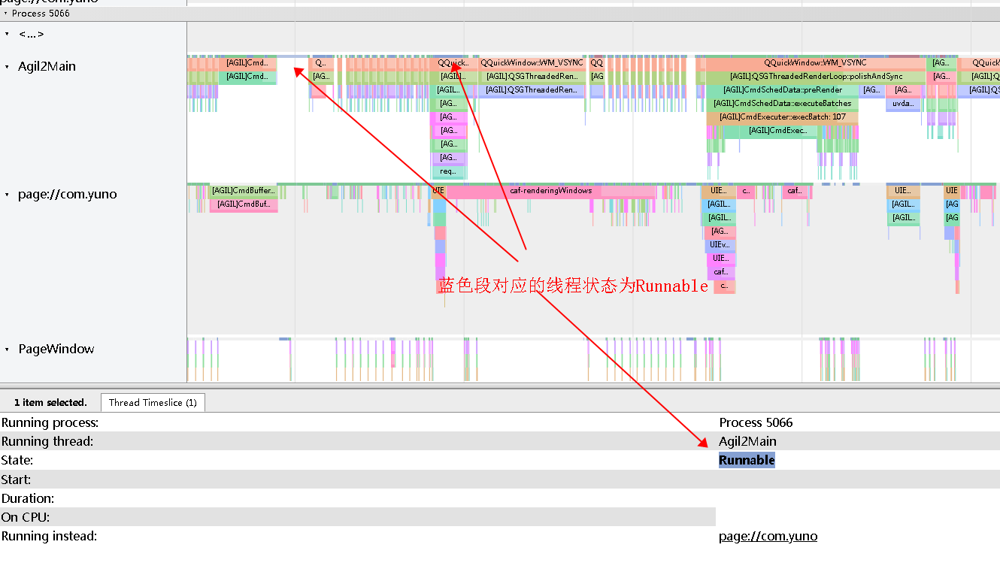 page://com.yuno
Process 5066
<...>
Agil2Main
[AGIL]Cmd...
Q...
QQuick...
QQuickWindow::WM_VSYNC
QQ
QQuickWindow::WM_VSYNC
[AG...
QQuickW
[AGIL]Cmd...
[AG...
[AGIL]...
[AGIL]:QSGThreadedRen...
[AG
[AGIL]:QSGThreadedRenderLoop::polishAndSync
[AG...
[AGIL]:Q
[AGIL...
[AGIL]:QSGThreadedRen...
[AGIL]CmdSchedData::preRender
[AG...
[AG...
[AGIL]:QS
[AG...
[AGIL]CmdSchedData::executeBatches
uvda...
[AG...
[AGIL]CmdExecuter::execBatch: 107
[AG...
[AGIL]CmdExec...
[AG...
[AG...
req...
page://com.yuno
[AGIL]CmdBuffer...
UIE
caf-renderingWindows
UIE...
c...
caf...
UIE...
UIE
[AGIL]CmdBuf...
[AGIL...
[AGIL...
[AG
[AGIL...
[AGIL...
[AG
[AG...
UIEv...
UIE...
caf...
c...
蓝色段对应的线程状态为Runnable
PageWindow
1 item selected.
Thread Timeslice (1)
Running process:
Process 5066
Running thread:
Agil2Main
State:
Runnable
Start:
Duration:
On CPU:
Running instead:
page://com.yuno